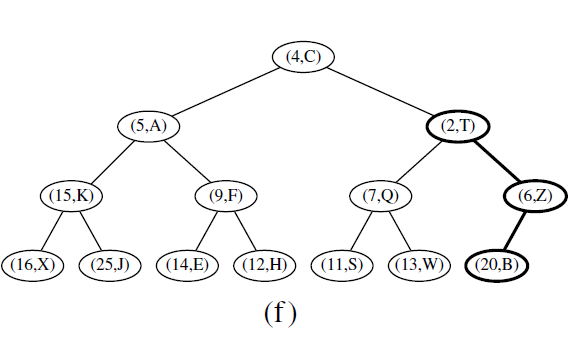 (4,C)
(5,A) (2,T)
(15,K) (9,F) (7,Q) (6,Z)
(16,X) (25,J) (14,E) (12,H) (11,S) (13,W) (20,B)
(f)